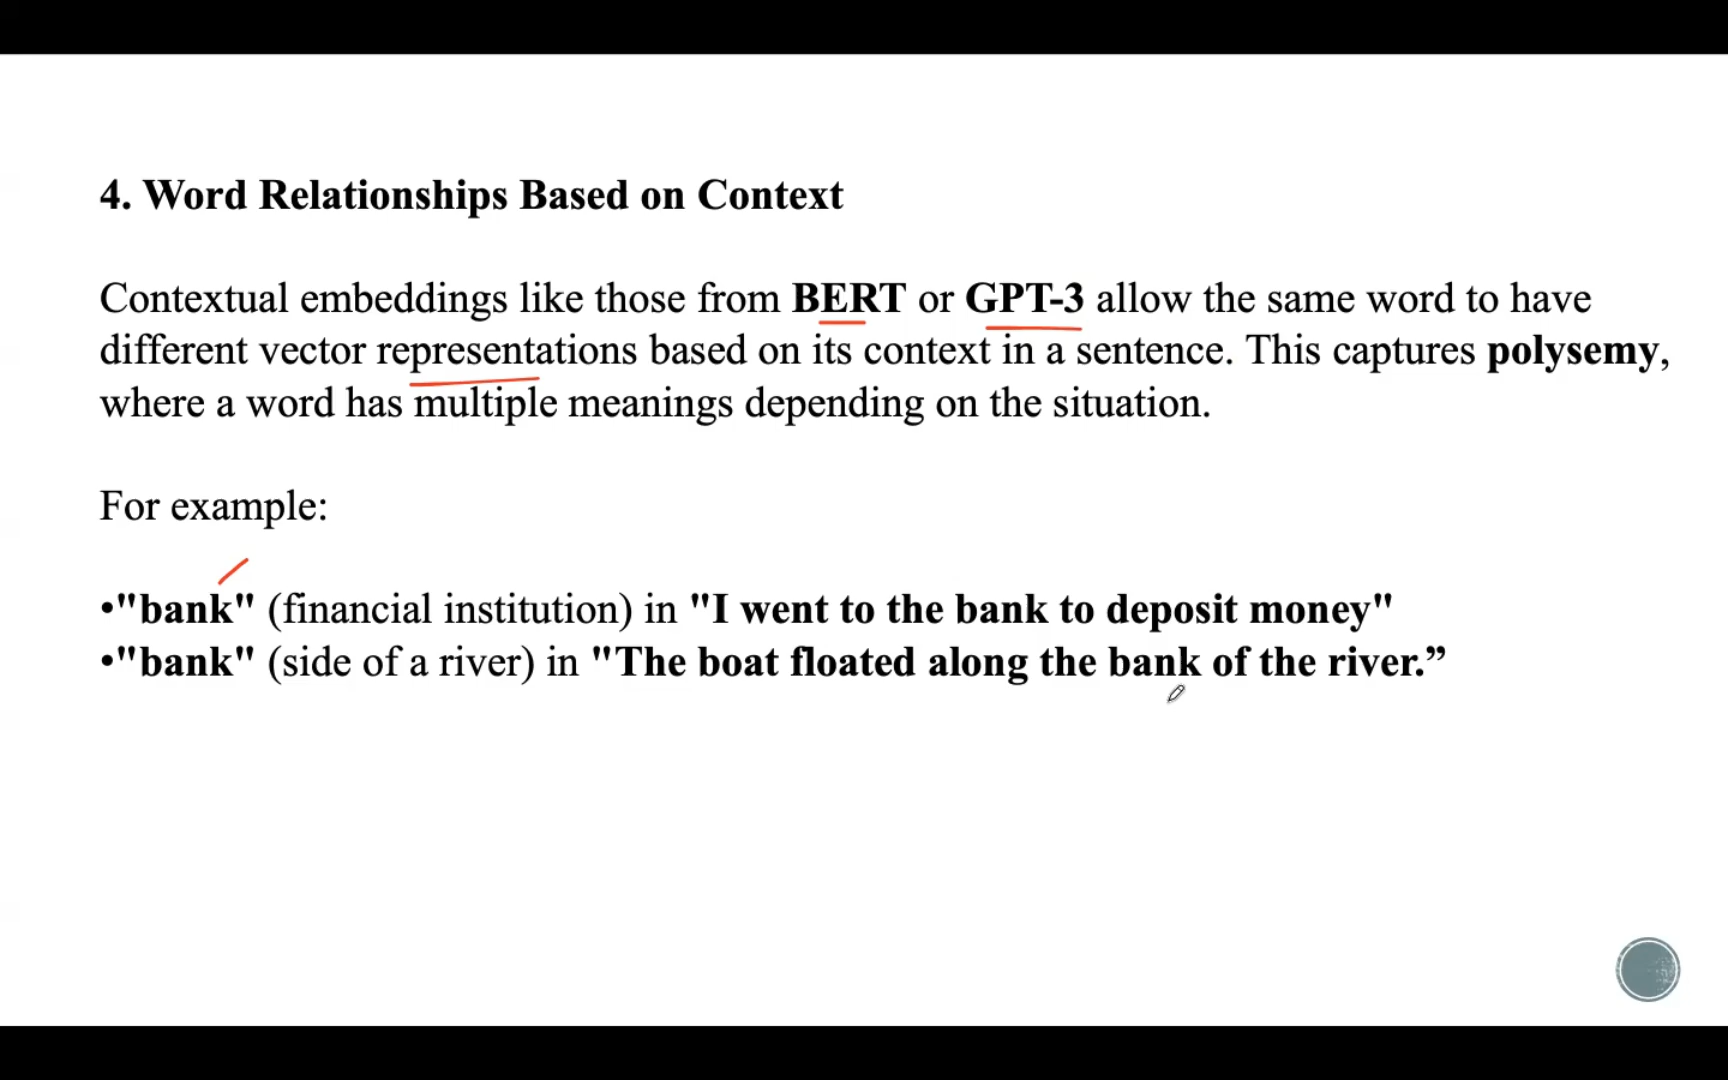 4. Word Relationships Based on Context
Contextual embeddings like those from BERT or GPT-3 allow the same word to have
different vector representations based on its context in a sentence. This captures polysemy,
where a word has multiple meanings depending on the situation.
For example:
•"bank" (financial institution) in "I went to the bank to deposit money"
•"bank" (side of a river) in "The boat floated along the bank of the river.”